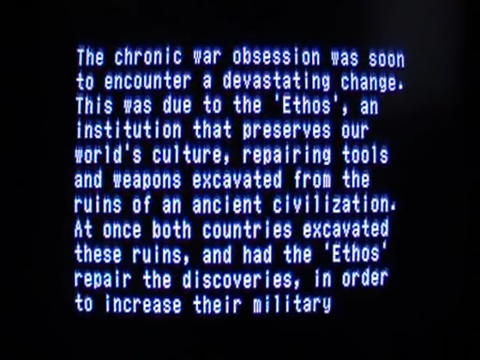 The chronic war obsession was soon
to encounter a devastating change.
This was due to the 'Ethos', an
institution that preserves our
world's culture, repairing tools
and weapons excavated from the
ruins of an ancient civilization.
At once both countries excavated
these ruins, and had the 'Ethos'
repair the discoveries, in order
to increase their military